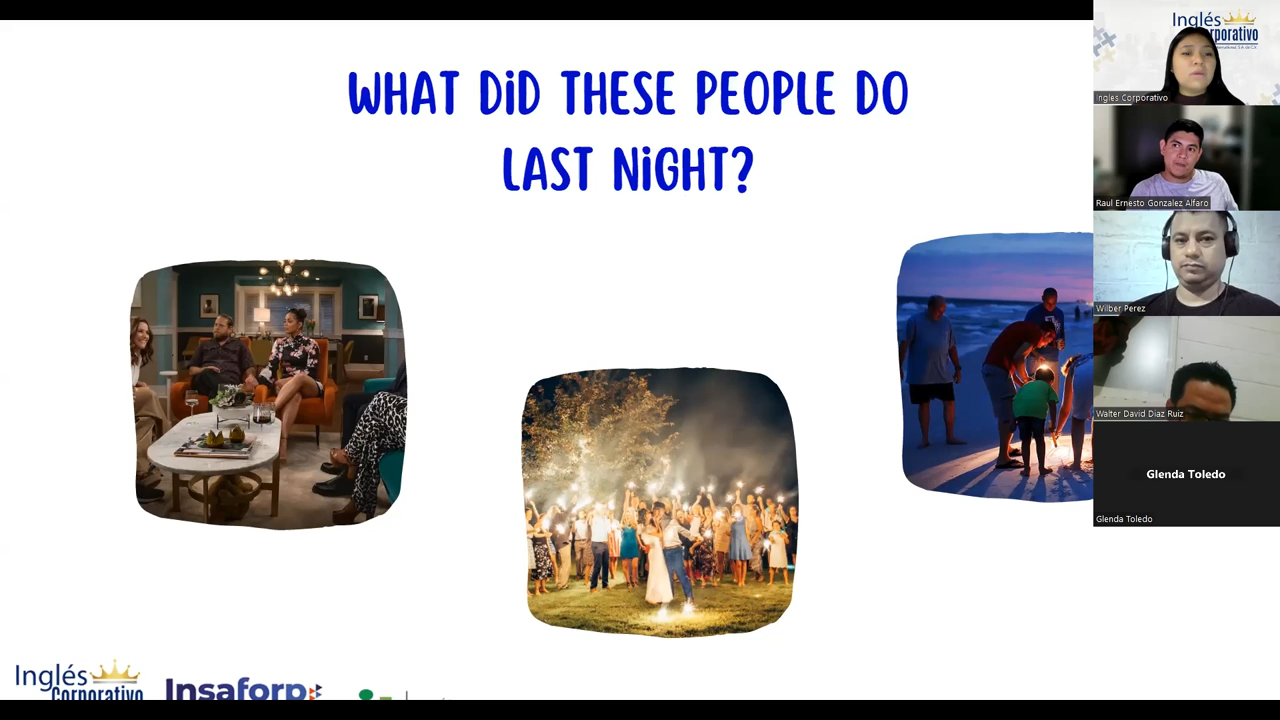 WHAT DiD THESE PEOPLE DO
LAST NiGHT?
Inglés
Corporativo
Insaforp
Inglés
Corporativo
Ingles Corporativo
Raul Ernesto Gonzalez Alfaro
Wilber Perez
Walter David Diaz Ruiz
Glenda Toledo
Glenda Toledo